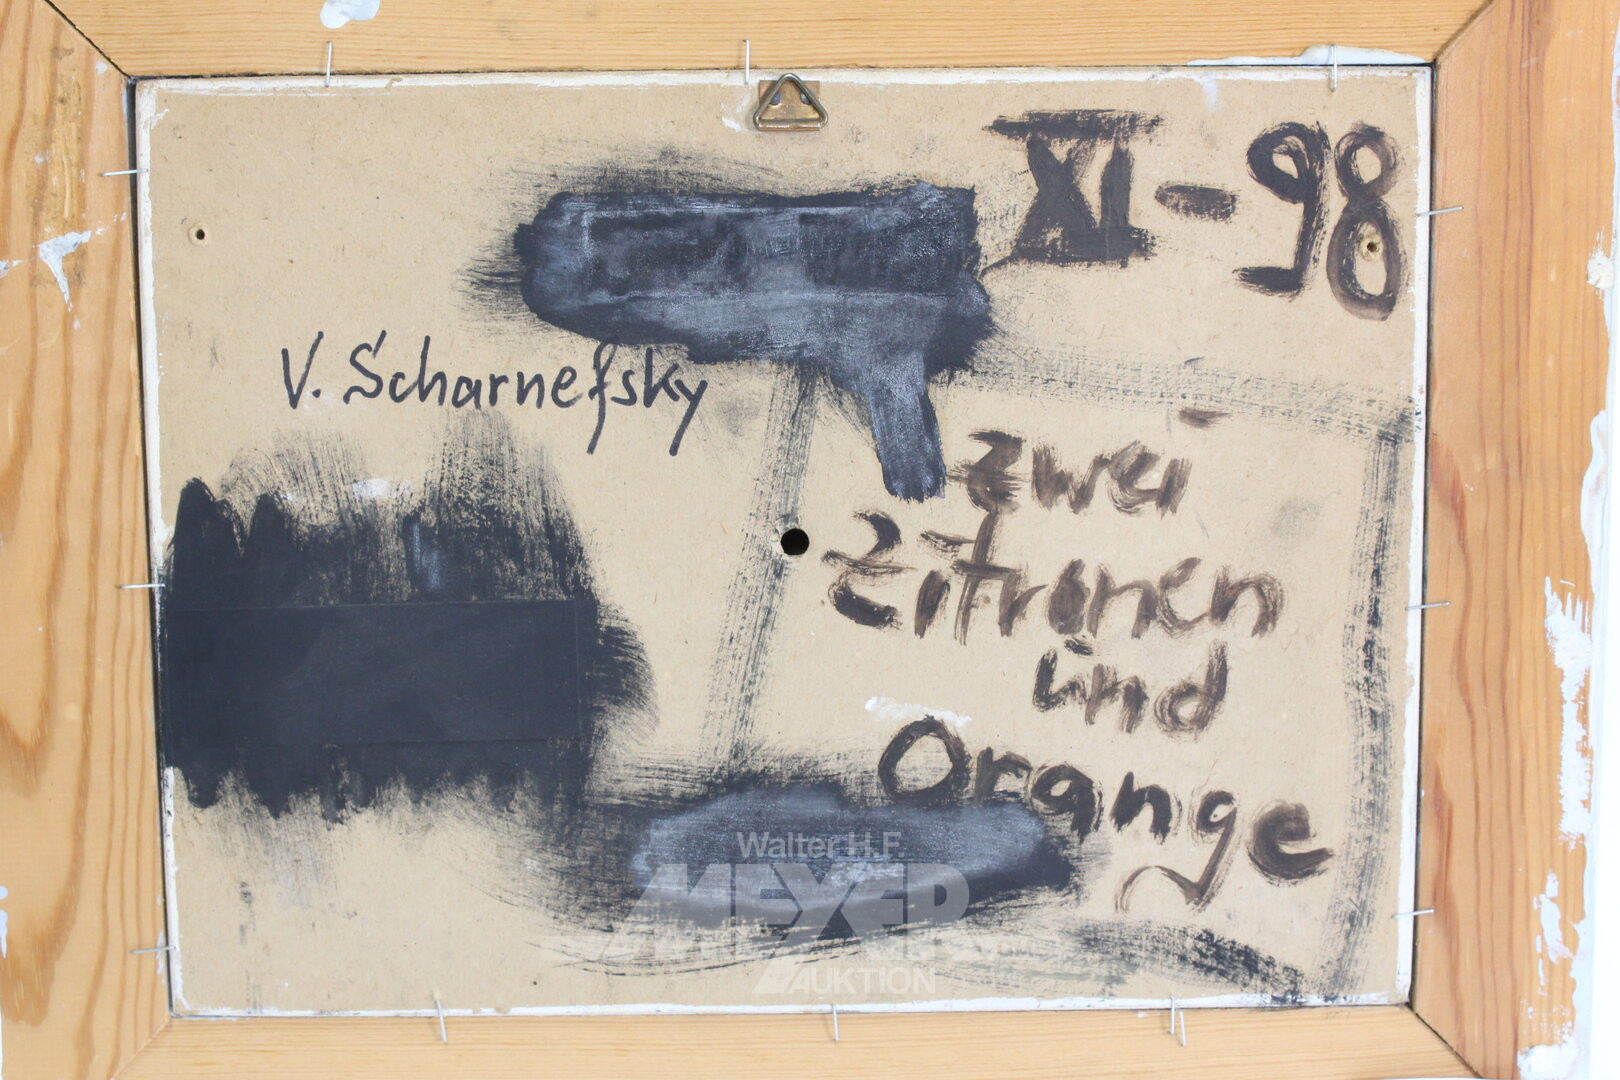 XI-98
V. Scharnefsky
zwei
Zitronen
und
Orange
Walter H.F.
MEYER
AUKTION